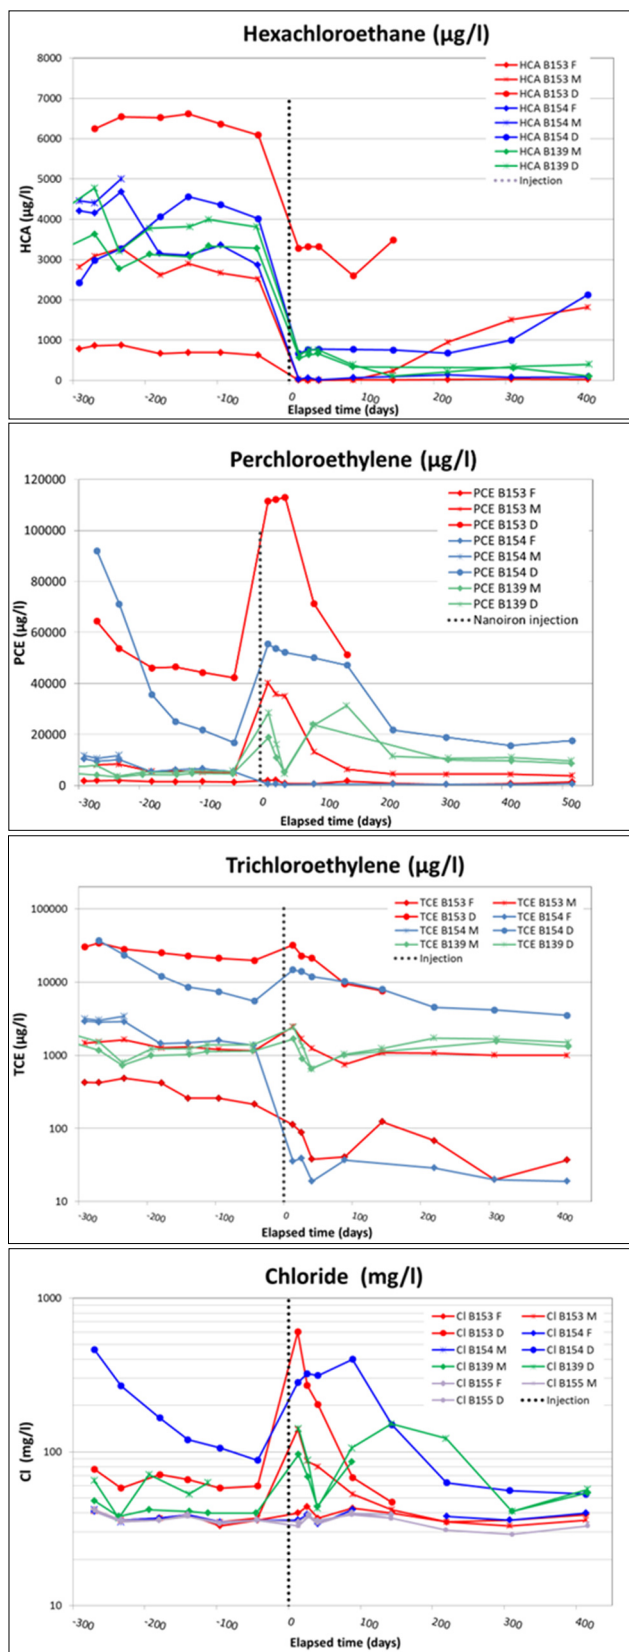 Hexachloroethane (µg/l)
8000
7000
6000
5000
4000
3000
2000
1000
0
HCA (µg/l)
HCA B153 F
HCA B153 M
HCA B153 D
HCA B154 F
HCA B154 M
HCA B154 D
HCA B139 M
HCA B139 D
Injection
-300 -200 -100 0 100 200 300 400
Elapsed time (days)
Perchloroethylene (µg/l)
120000
100000
80000
60000
40000
20000
0
PCE (µg/l)
PCE B153 F
PCE B153 M
PCE B153 D
PCE B154 F
PCE B154 M
PCE B154 D
PCE B139 M
PCE B139 D
Nanoiron injection
-300 -200 -100 0 100 200 300 400 500
Elapsed time (days)
Trichloroethylene (µg/l)
100000
10000
1000
100
10
TCE (µg/l)
TCE B153 F TCE B153 M
TCE B153 D TCE B154 F
TCE B154 M TCE B154 D
TCE B139 M TCE B139 D
Injection
-300 -200 -100 0 100 200 300 400
Elapsed time (days)
Chloride (mg/l)
1000
100
10
Cl (mg/l)
Cl B153 F Cl B153 M
Cl B153 D Cl B154 F
Cl B154 M Cl B154 D
Cl B139 M Cl B139 D
Cl B155 F Cl B155 M
Cl B155 D Injection
-300 -200 -100 0 100 200 300 400
Elapsed time (days)